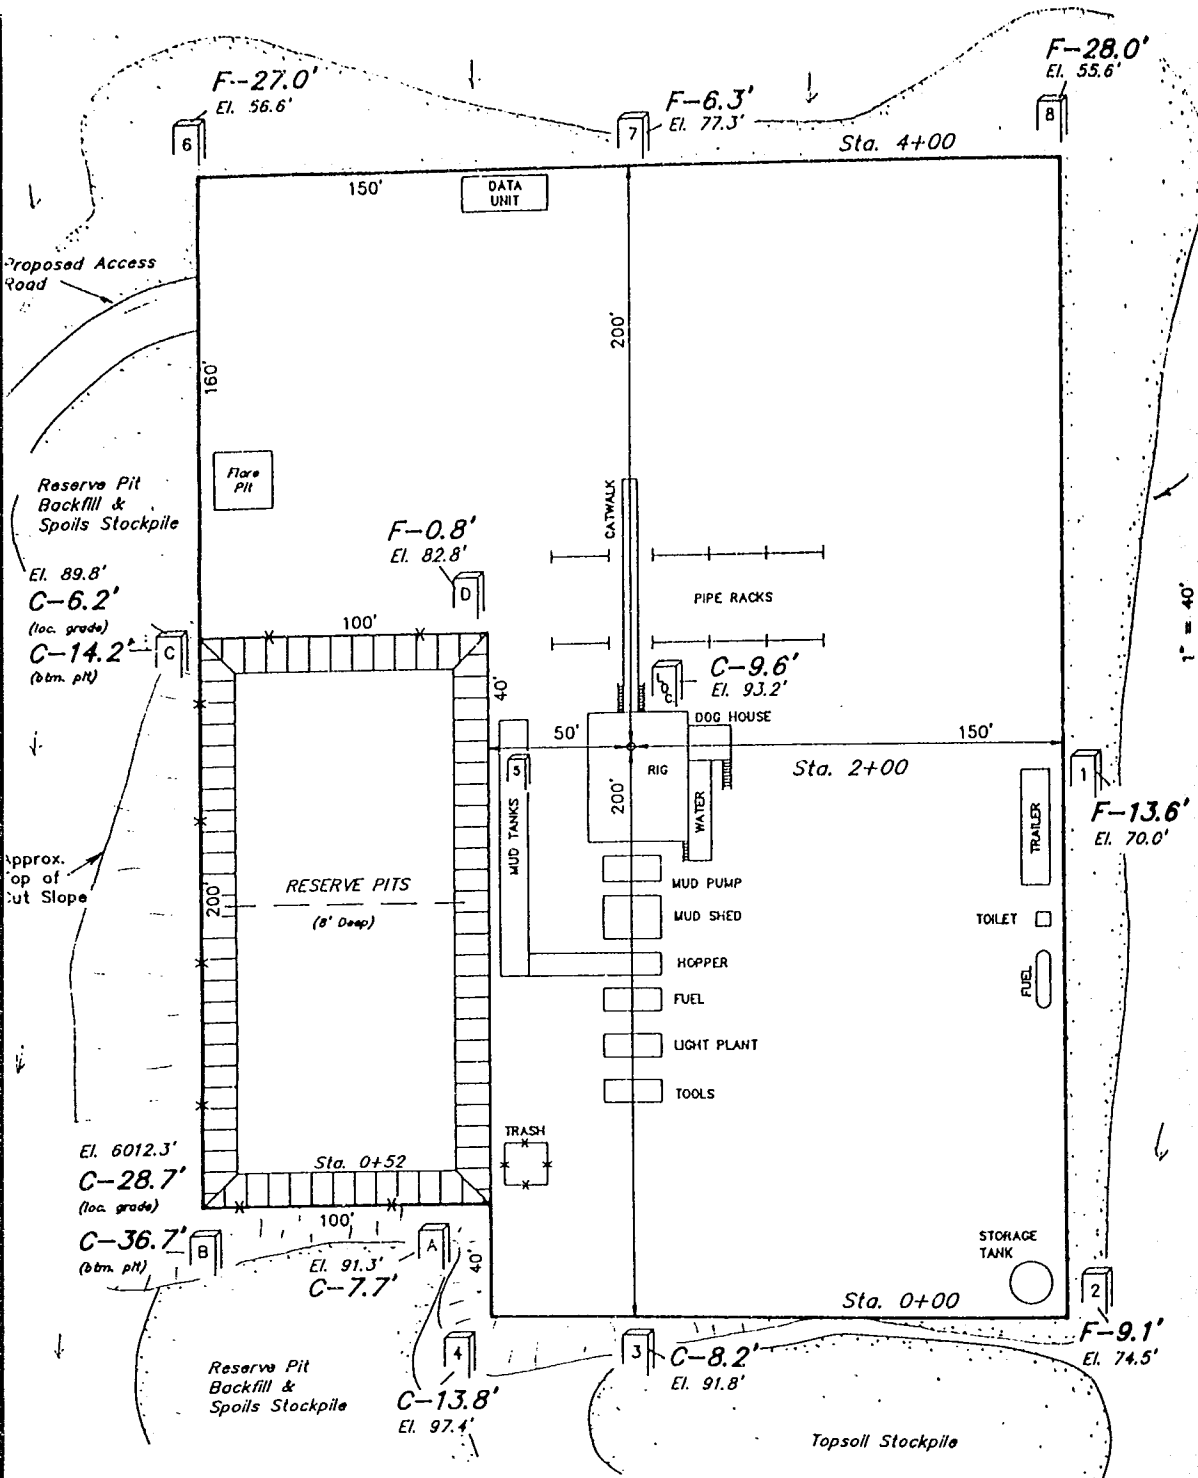 F-28.0'
El. 55.6'
8
F-27.0'
El. 56.6'
6
F-6.3'
El. 77.3'
7
Sta. 4+00
150'
DATA
UNIT
Proposed Access
Road
200'
160'
Flare
Pit
Reserve Pit
Backfill &
Spoils Stockpile
CATWALK
F-0.8'
El. 82.8'
D
El. 89.8'
C-6.2'
(loc. grade)
C-14.2'
(btm. pit)
C
100'
PIPE RACKS
1" = 40'
C-9.6'
El. 93.2'
LOC.
40'
DOG HOUSE
50'
150'
RIG
Sta. 2+00
5
1
200'
F-13.6'
El. 70.0'
MUD TANKS
WATER
TRAILER
Approx.
Top of
Cut Slope
200'
RESERVE PITS
(8' Deep)
MUD PUMP
MUD SHED
TOILET
HOPPER
FUEL
FUEL
LIGHT PLANT
TOOLS
TRASH
El. 6012.3'
C-28.7'
(loc. grade)
Sta. 0+52
100'
C-36.7'
(btm. pit)
B
A
El. 91.3'
C-7.7'
40'
STORAGE
TANK
Sta. 0+00
2
F-9.1'
El. 74.5'
4
3
C-8.2'
El. 91.8'
Reserve Pit
Backfill &
Spoils Stockpile
C-13.8'
El. 97.4'
Topsoil Stockpile